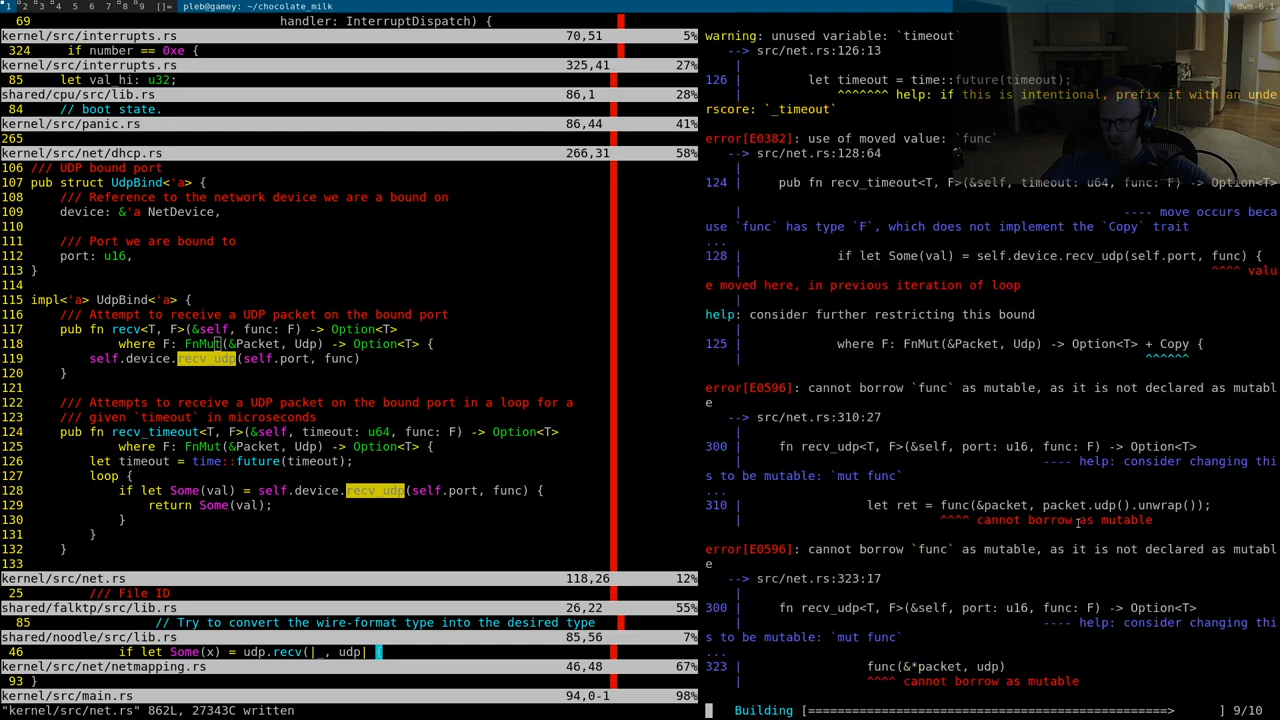 1 2 3 4 5 6 7 8 9 []= pleb@gamey: ~/chocolate_milk dwm-6.1
69                                 handler: InterruptDispatch) {
kernel/src/interrupts.rs 70,51 5%
324     if number == 0xe {
kernel/src/interrupts.rs 325,41 27%
85     let val_hi: u32;
shared/cpu/src/lib.rs 86,1 28%
84     // boot state.
kernel/src/panic.rs 86,44 41%
265
kernel/src/net/dhcp.rs 266,31 58%
106 /// UDP bound port
107 pub struct UdpBind<'a> {
108     /// Reference to the network device we are a bound on
109     device: &'a NetDevice,
110
111     /// Port we are bound to
112     port: u16,
113 }
114
115 impl<'a> UdpBind<'a> {
116     /// Attempt to receive a UDP packet on the bound port
117     pub fn recv<T, F>(&self, func: F) -> Option<T>
118         where F: FnMut(&Packet, Udp) -> Option<T> {
119         self.device.recv_udp(self.port, func)
120     }
121
122     /// Attempts to receive a UDP packet on the bound port in a loop for a
123     /// given `timeout` in microseconds
124     pub fn recv_timeout<T, F>(&self, timeout: u64, func: F) -> Option<T>
125         where F: FnMut(&Packet, Udp) -> Option<T> {
126         let timeout = time::future(timeout);
127         loop {
128             if let Some(val) = self.device.recv_udp(self.port, func) {
129                 return Some(val);
130             }
131         }
132     }
133
kernel/src/net.rs 118,26 12%
25         /// File ID
shared/falktp/src/lib.rs 26,22 55%
85                 // Try to convert the wire-format type into the desired type
shared/noodle/src/lib.rs 85,56 7%
46             if let Some(x) = udp.recv(|_, udp| {
kernel/src/net/netmapping.rs 46,48 67%
93 }
kernel/src/main.rs 94,0-1 98%
"kernel/src/net.rs" 862L, 27343C written
warning: unused variable: `timeout`
--> src/net.rs:126:13
|
126 |         let timeout = time::future(timeout);
|             ^^^^^^^ help: if this is intentional, prefix it with an unde
rscore: `_timeout`
error[E0382]: use of moved value: `func`
--> src/net.rs:128:64
|
124 |     pub fn recv_timeout<T, F>(&self, timeout: u64, func: F) -> Option<T>
|                                                    ---- move occurs beca
use `func` has type `F`, which does not implement the `Copy` trait
...
128 |             if let Some(val) = self.device.recv_udp(self.port, func) {
|                                                                ^^^^ valu
e moved here, in previous iteration of loop
|
help: consider further restricting this bound
|
125 |         where F: FnMut(&Packet, Udp) -> Option<T> + Copy {
|                                                   ^^^^^^
error[E0596]: cannot borrow `func` as mutable, as it is not declared as mutabl
e
--> src/net.rs:310:27
|
300 |     fn recv_udp<T, F>(&self, port: u16, func: F) -> Option<T>
|                                         ---- help: consider changing thi
s to be mutable: `mut func`
...
310 |                 let ret = func(&packet, packet.udp().unwrap());
|                           ^^^^ cannot borrow as mutable
error[E0596]: cannot borrow `func` as mutable, as it is not declared as mutabl
e
--> src/net.rs:323:17
|
300 |     fn recv_udp<T, F>(&self, port: u16, func: F) -> Option<T>
|                                         ---- help: consider changing thi
s to be mutable: `mut func`
...
323 |                 func(&*packet, udp)
|                 ^^^^ cannot borrow as mutable
Building [===============================================>      ] 9/10